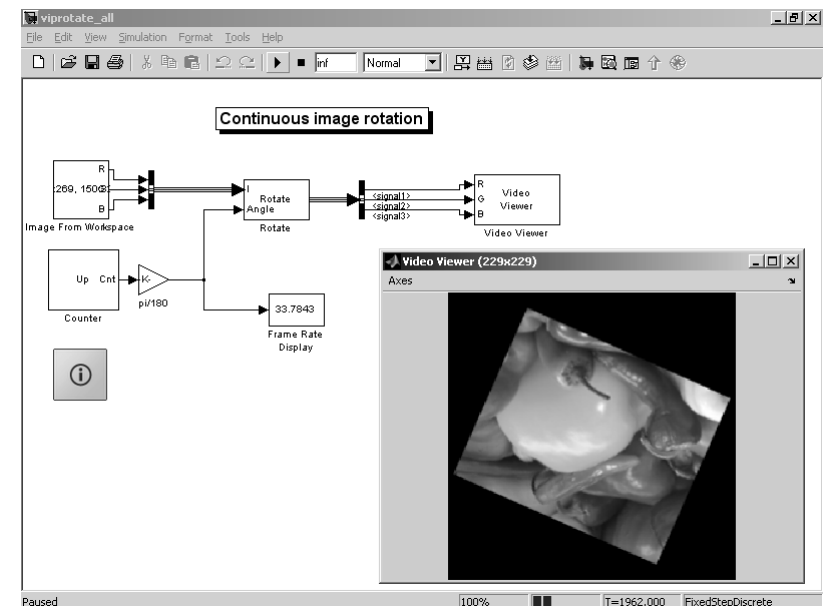 viprotate_all
File Edit View Simulation Format Tools Help
inf Normal
Continuous image rotation
R
:269, 150
B
Image From Workspace
I
Angle
Rotate
Rotate
<signal1>
<signal2>
<signal3>
R
G
B
Video
Viewer
Video Viewer
Up Cnt
Counter
K-
pi/180
33.7843
Frame Rate
Display
Video Viewer (229x229)
Axes
Paused 100% T=1962.000 FixedStepDiscrete